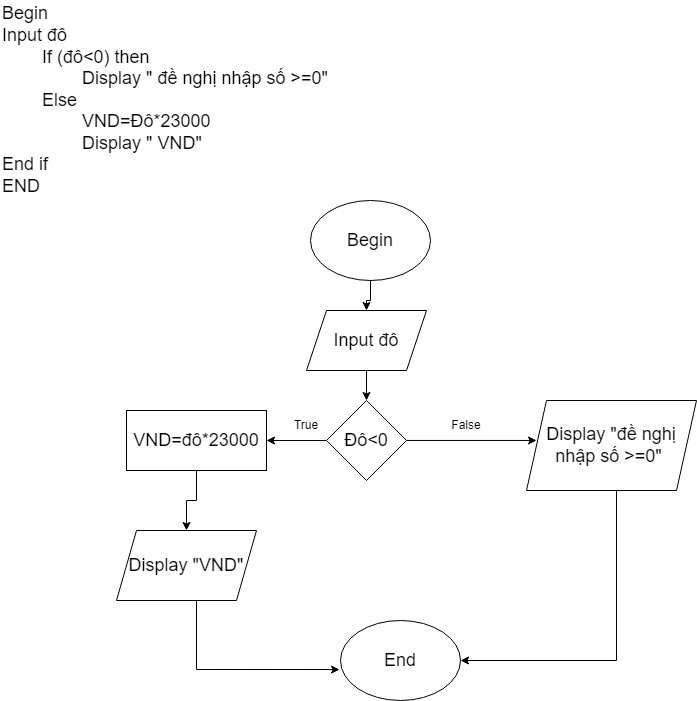 Begin
Input đô
If (đô<0) then
Display " đề nghị nhập số >=0"
Else
VND=Đô*23000
Display " VND"
End if
END
Begin
Input đô
True
False
VND=đô*23000
Đô<0
Display "đề nghị
nhập số >=0"
Display "VND"
End